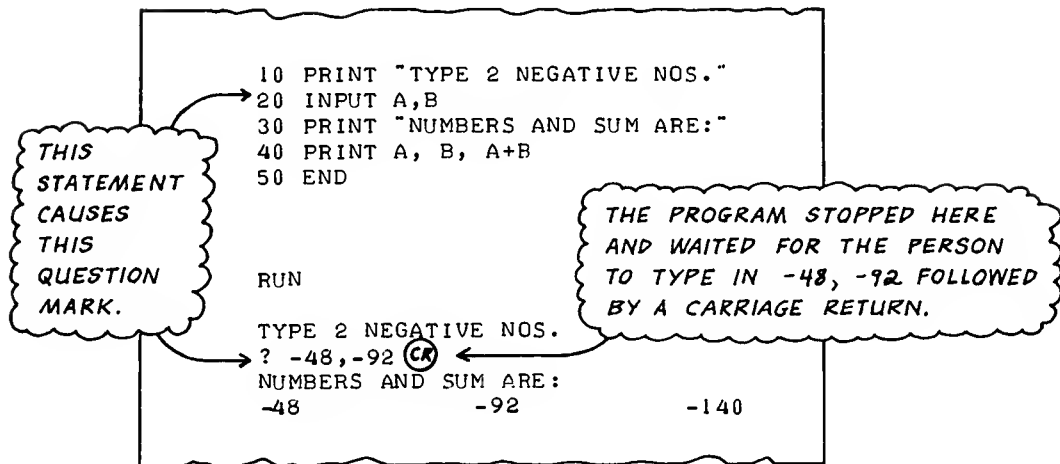 10 PRINT "TYPE 2 NEGATIVE NOS."
20 INPUT A,B
30 PRINT "NUMBERS AND SUM ARE:"
40 PRINT A, B, A+B
50 END
THIS
STATEMENT
CAUSES
THIS
QUESTION
MARK.
THE PROGRAM STOPPED HERE
AND WAITED FOR THE PERSON
TO TYPE IN -48, -92 FOLLOWED
BY A CARRIAGE RETURN.
RUN
TYPE 2 NEGATIVE NOS.
? -48,-92 CR
NUMBERS AND SUM ARE:
-48 -92 -140